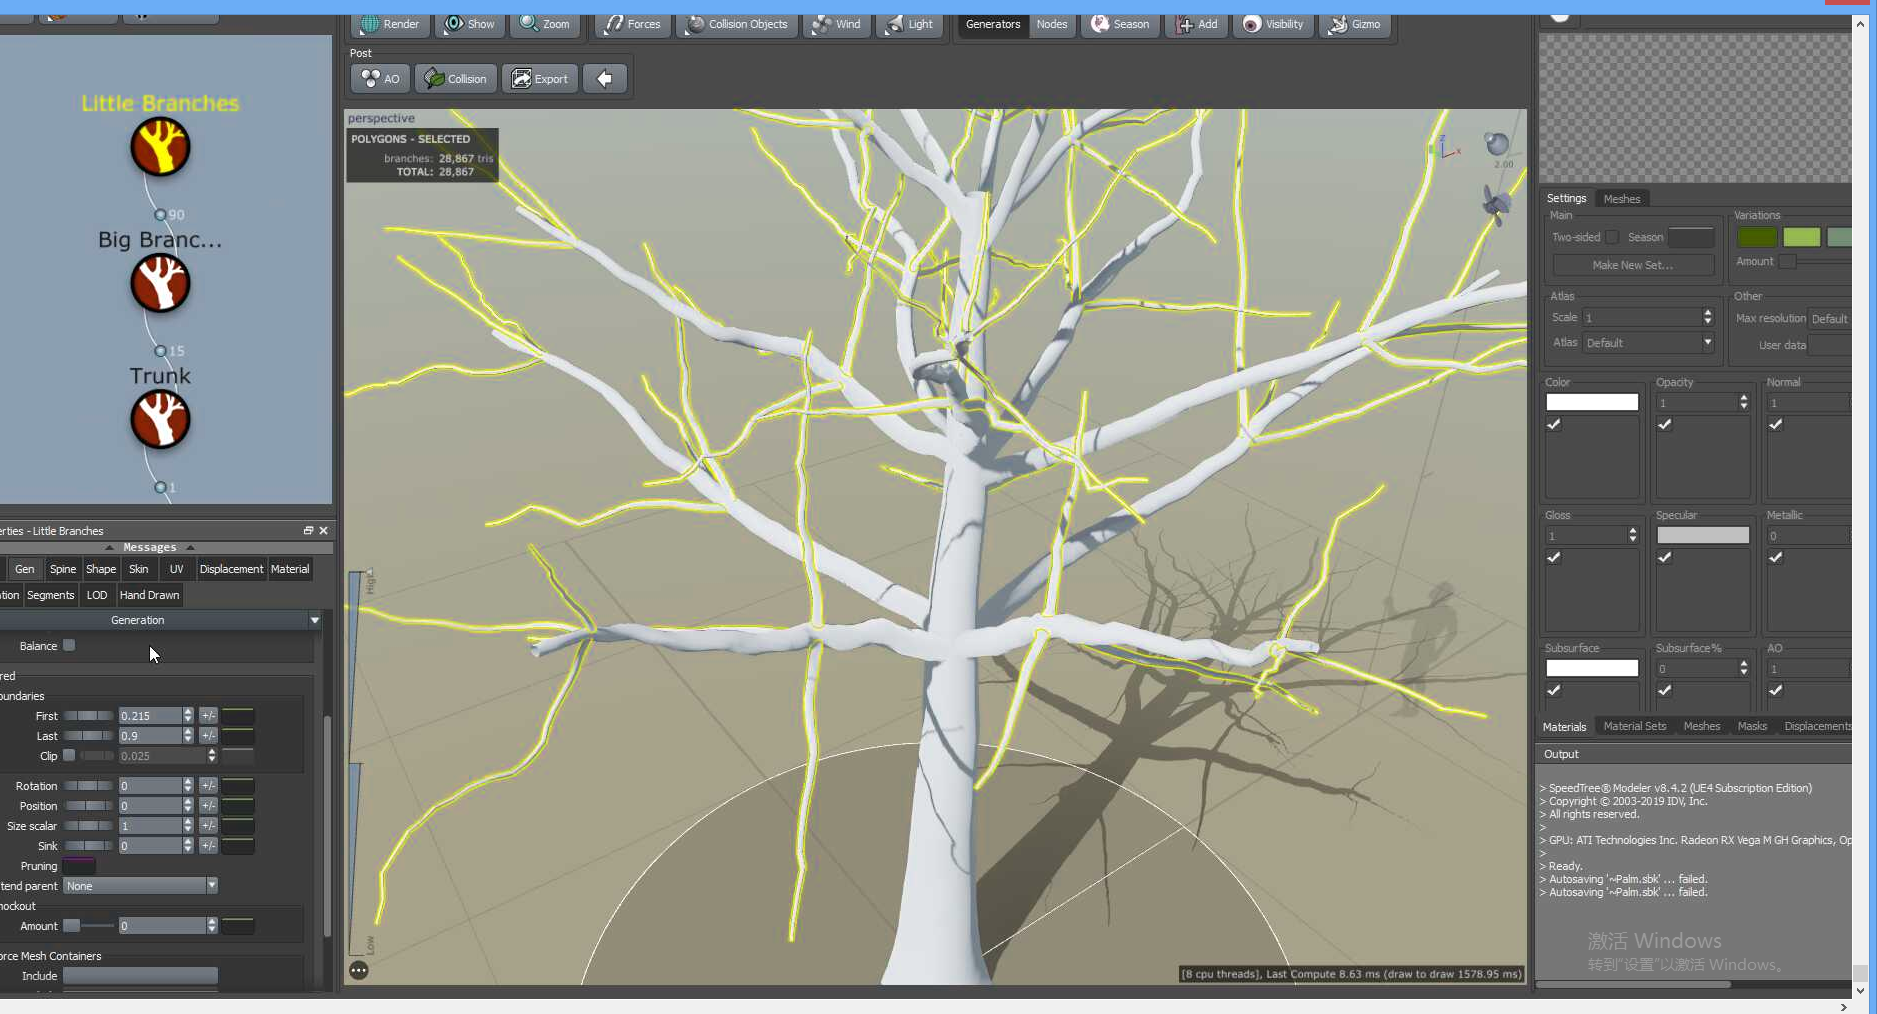 Render
Show
Zoom
Forces
Collision Objects
Wind
Light
Generators
Nodes
Season
Add
Visibility
Gizmo
Post
AO
Collision
Export
Little Branches
90
Big Branc...
15
Trunk
1
perspective
POLYGONS - SELECTED
branches: 28,867 tris
TOTAL: 28,867
Z
x
2.00
High
Low
[8 cpu threads], Last Compute 8.63 ms (draw to draw 1578.95 ms)
erties - Little Branches
Messages
Gen
Spine
Shape
Skin
UV
Displacement
Material
tion
Segments
LOD
Hand Drawn
Generation
Balance
red
oundaries
First 0.215 +/-
Last 0.9 +/-
Clip 0.025
Rotation 0 +/-
Position 0 +/-
Size scalar 1 +/-
Sink 0 +/-
Pruning
tend parent None
nockout
Amount 0
orce Mesh Containers
Include
Settings
Meshes
Main
Variations
Two-sided
Season
Make New Set...
Amount
Atlas
Other
Scale 1
Max resolution Default
Atlas Default
User data
Color
Opacity
Normal
1
1
Gloss
Specular
Metallic
1
0
Subsurface
Subsurface%
AO
0
1
Materials
Material Sets
Meshes
Masks
Displacements
Output
> SpeedTree® Modeler v8.4.2 (UE4 Subscription Edition)
> Copyright © 2003-2019 IDV, Inc.
> All rights reserved.
>
> GPU: ATI Technologies Inc. Radeon RX Vega M GH Graphics, Op
>
> Ready.
> Autosaving '~Palm.sbk' ... failed.
> Autosaving '~Palm.sbk' ... failed.
激活 Windows
转到"设置"以激活 Windows。